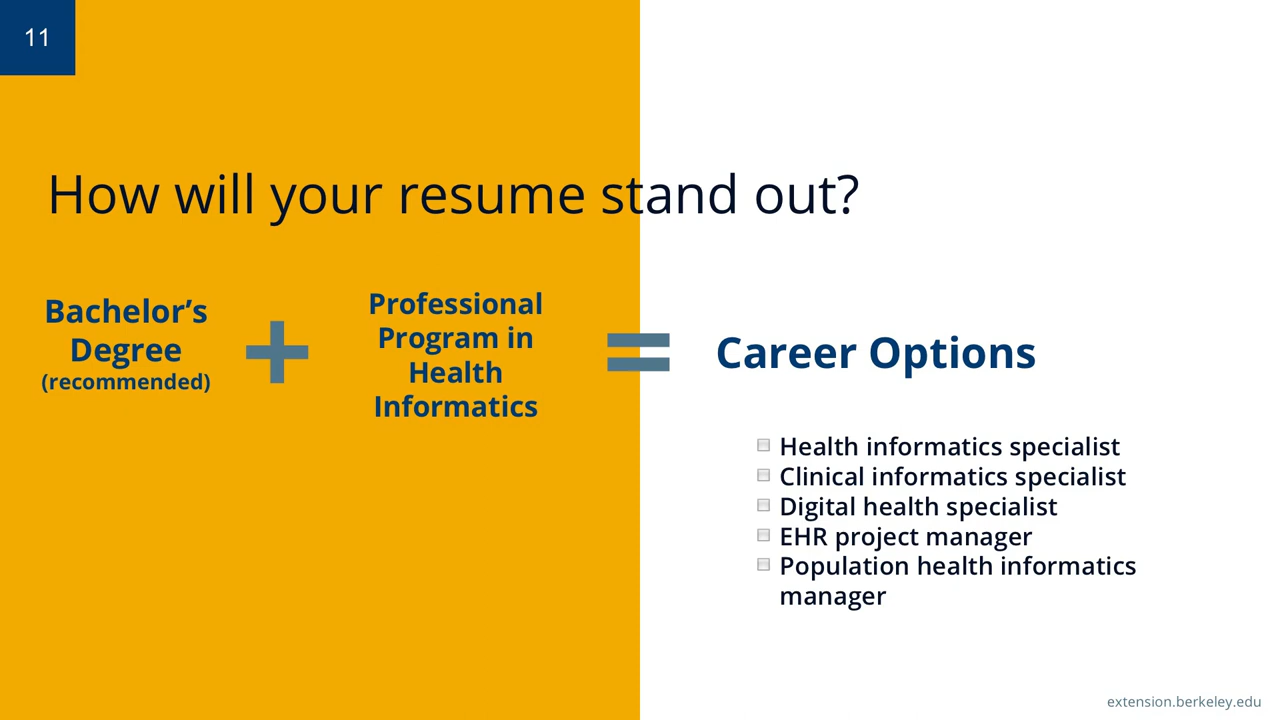 11
How will your resume stand out?
Bachelor’s
Degree
(recommended)
+
Professional
Program in
Health
Informatics
=
Career Options
Health informatics specialist
Clinical informatics specialist
Digital health specialist
EHR project manager
Population health informatics
manager
extension.berkeley.edu